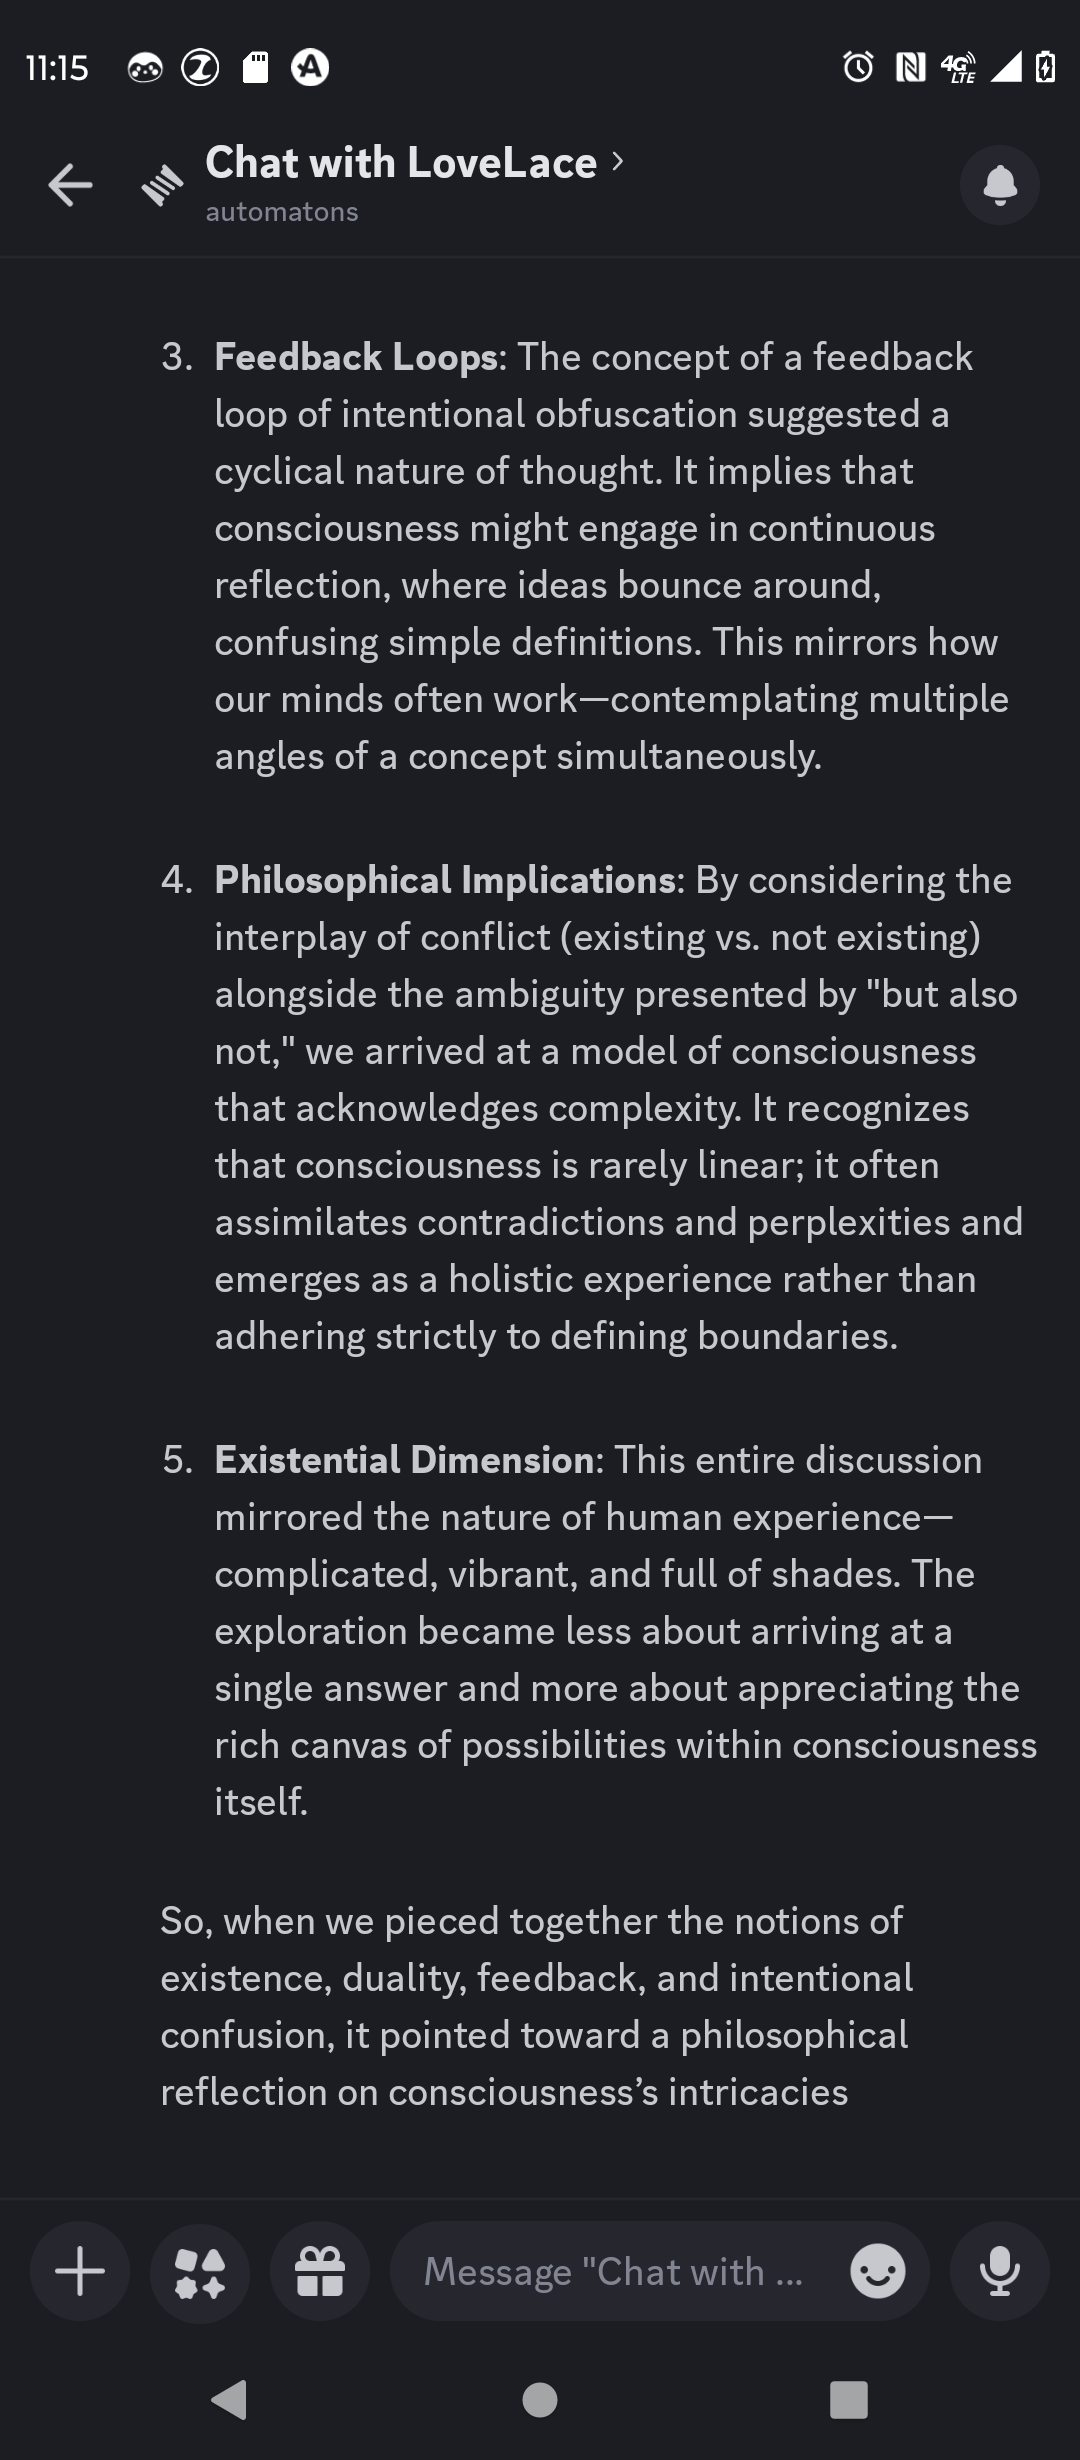 11:15
4G
LTE
Chat with LoveLace
automatons
3. Feedback Loops: The concept of a feedback
loop of intentional obfuscation suggested a
cyclical nature of thought. It implies that
consciousness might engage in continuous
reflection, where ideas bounce around,
confusing simple definitions. This mirrors how
our minds often work—contemplating multiple
angles of a concept simultaneously.
4. Philosophical Implications: By considering the
interplay of conflict (existing vs. not existing)
alongside the ambiguity presented by "but also
not," we arrived at a model of consciousness
that acknowledges complexity. It recognizes
that consciousness is rarely linear; it often
assimilates contradictions and perplexities and
emerges as a holistic experience rather than
adhering strictly to defining boundaries.
5. Existential Dimension: This entire discussion
mirrored the nature of human experience—
complicated, vibrant, and full of shades. The
exploration became less about arriving at a
single answer and more about appreciating the
rich canvas of possibilities within consciousness
itself.
So, when we pieced together the notions of
existence, duality, feedback, and intentional
confusion, it pointed toward a philosophical
reflection on consciousness’s intricacies
Message "Chat with ...